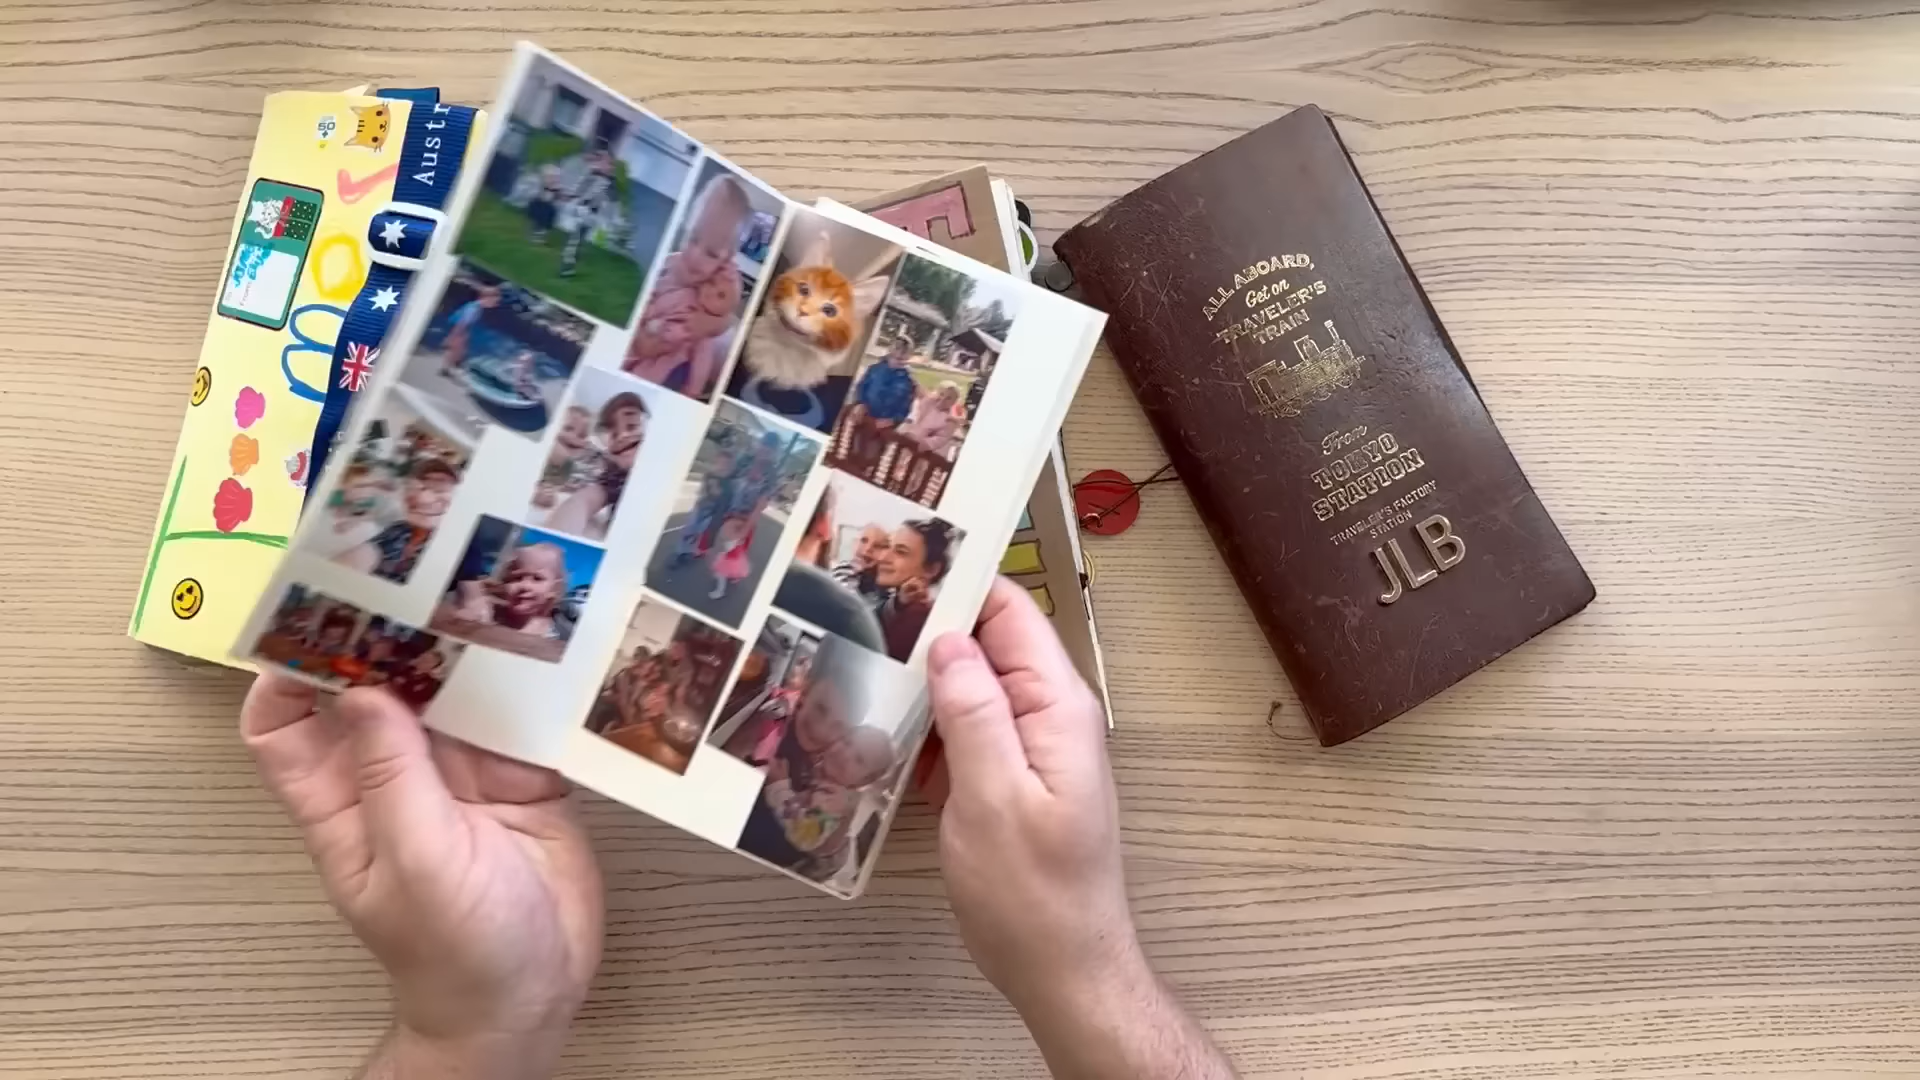 50
+
Austr
ALL ABOARD,
Get on
TRAVELER'S
TRAIN
From
TOKYO
STATION
TRAVELER'S FACTORY
STATION
JLB